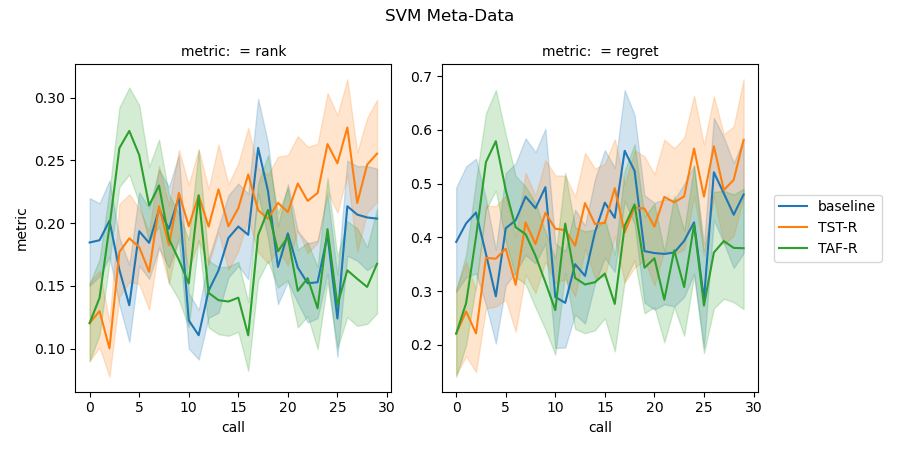 SVM Meta-Data
metric:  = rank
metric:  = regret
metric
0.30
0.25
0.20
0.15
0.10
0 5 10 15 20 25 30
call
0.7
0.6
0.5
0.4
0.3
0.2
0 5 10 15 20 25 30
call
baseline
TST-R
TAF-R